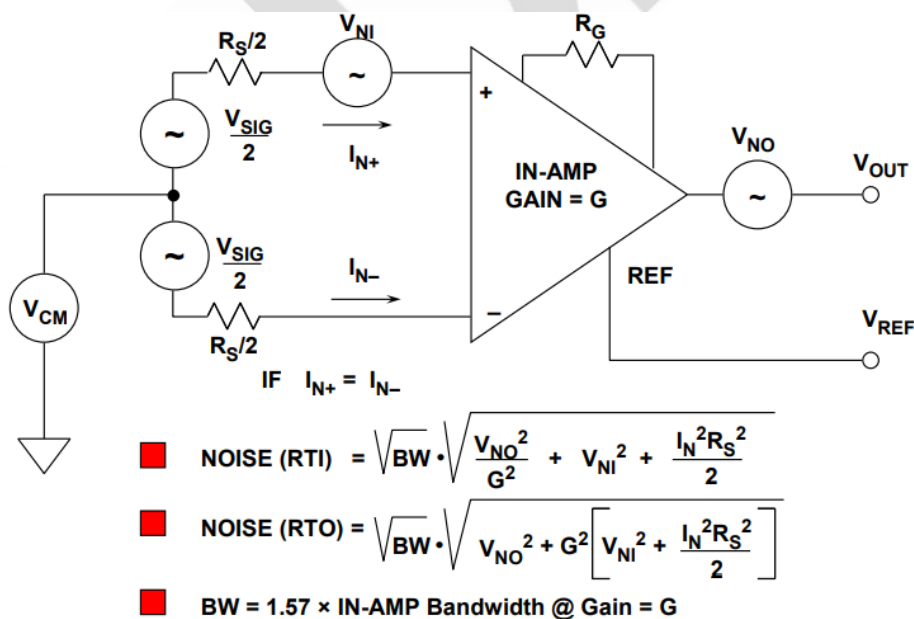 R_S/2
V_NI
R_G
+
~
V_SIG
2
~
I_N+
IN-AMP
GAIN = G
V_NO
~
V_OUT
~
V_SIG
2
I_N–
REF
V_CM
–
V_REF
R_S/2
IF I_N+ = I_N–
NOISE (RTI) = √BW • √(V_NO²/G² + V_NI² + I_N²R_S²/2)
NOISE (RTO) = √BW • √(V_NO² + G²[V_NI² + I_N²R_S²/2])
BW = 1.57 × IN-AMP Bandwidth @ Gain = G